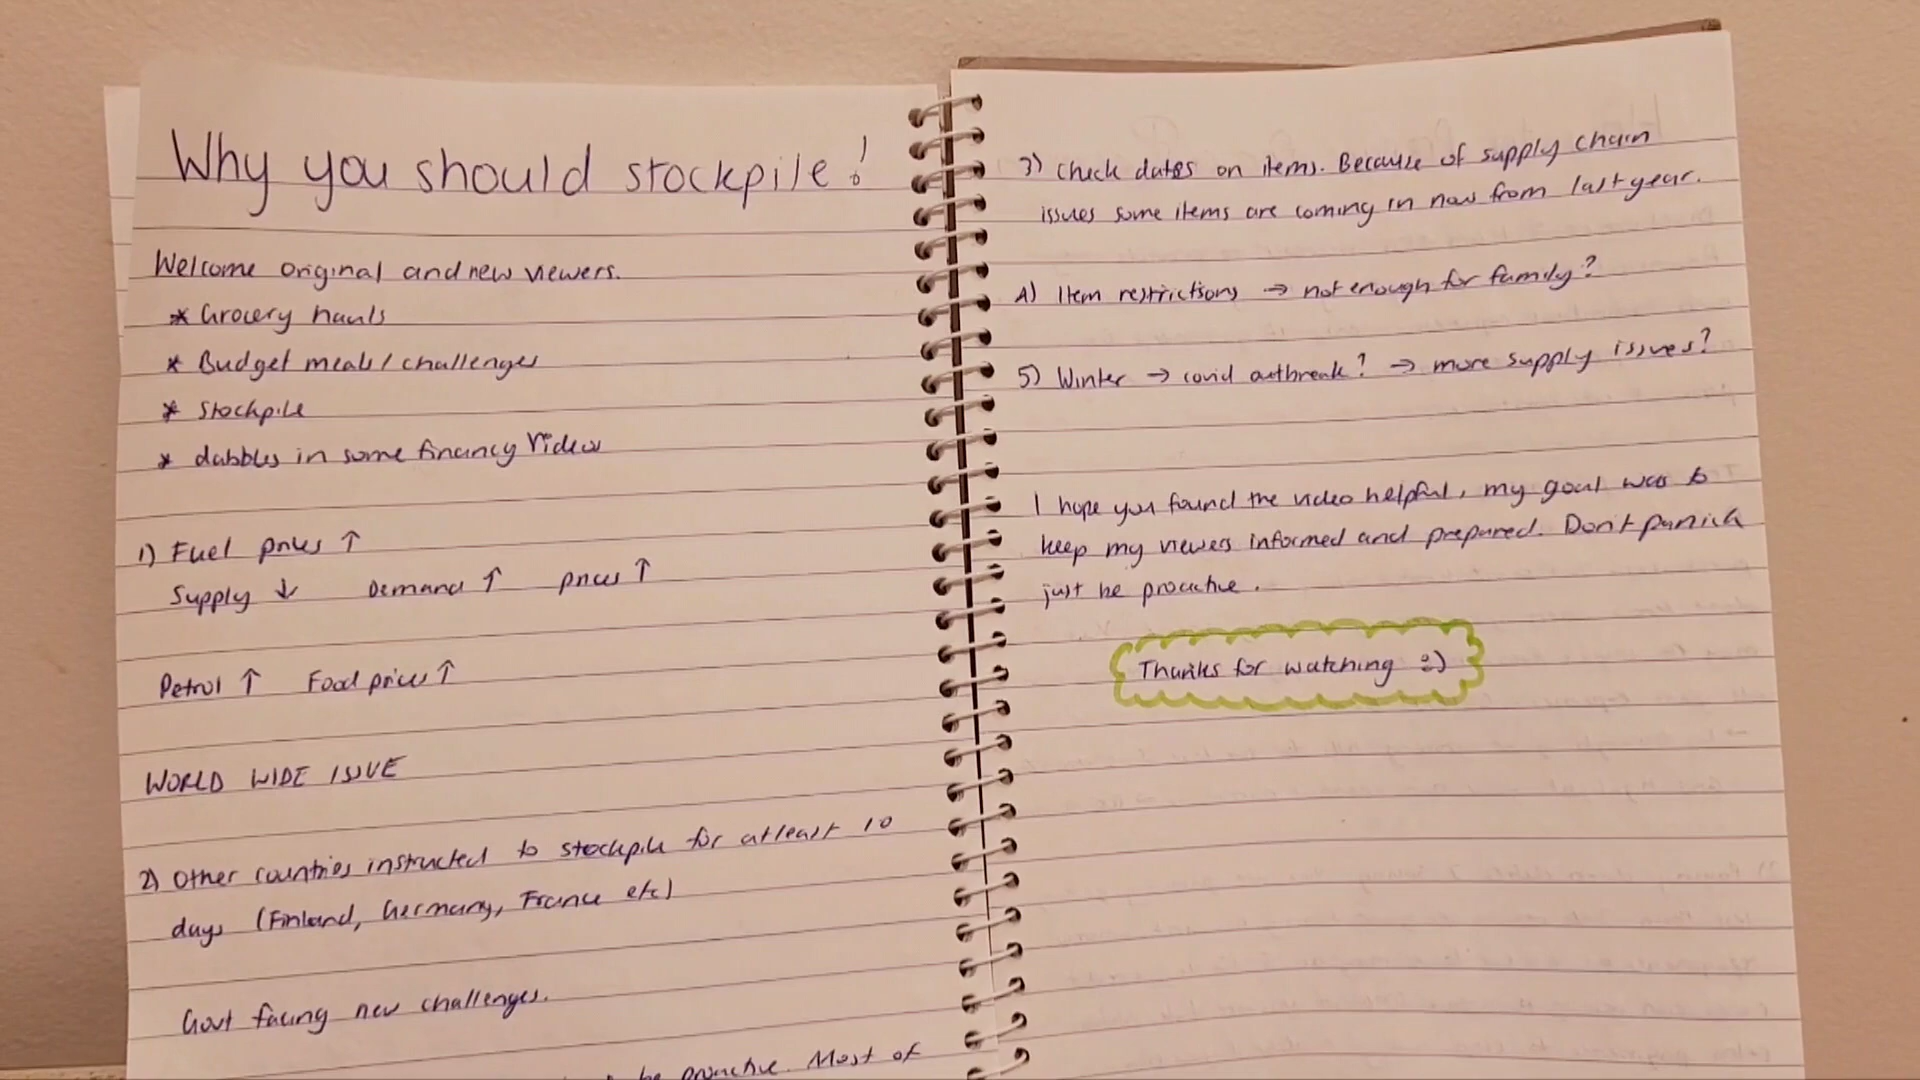 Why you should stockpile!
Welcome original and new viewers.
* Grocery hauls
* Budget meals / challenges
* Stockpile
* dabbles in some financy Videos
1) Fuel prices ↑
Supply ↓ Demand ↑ prices ↑
Petrol ↑ Food prices ↑
WORLD WIDE ISSUE
2) Other countries instructed to stockpile for atleast 10
days (Finland, Germany, France etc)
Govt facing new challenges.
be proactive. Most of
3) Check dates on items. Because of supply chain
issues some items are coming in now from last year.
4) Item restrictions → not enough for family?
5) Winter → covid outbreak? → more supply issues?
I hope you found the video helpful, my goal was to
keep my viewers informed and prepared. Don't panick
just be proactive.
Thanks for watching :)